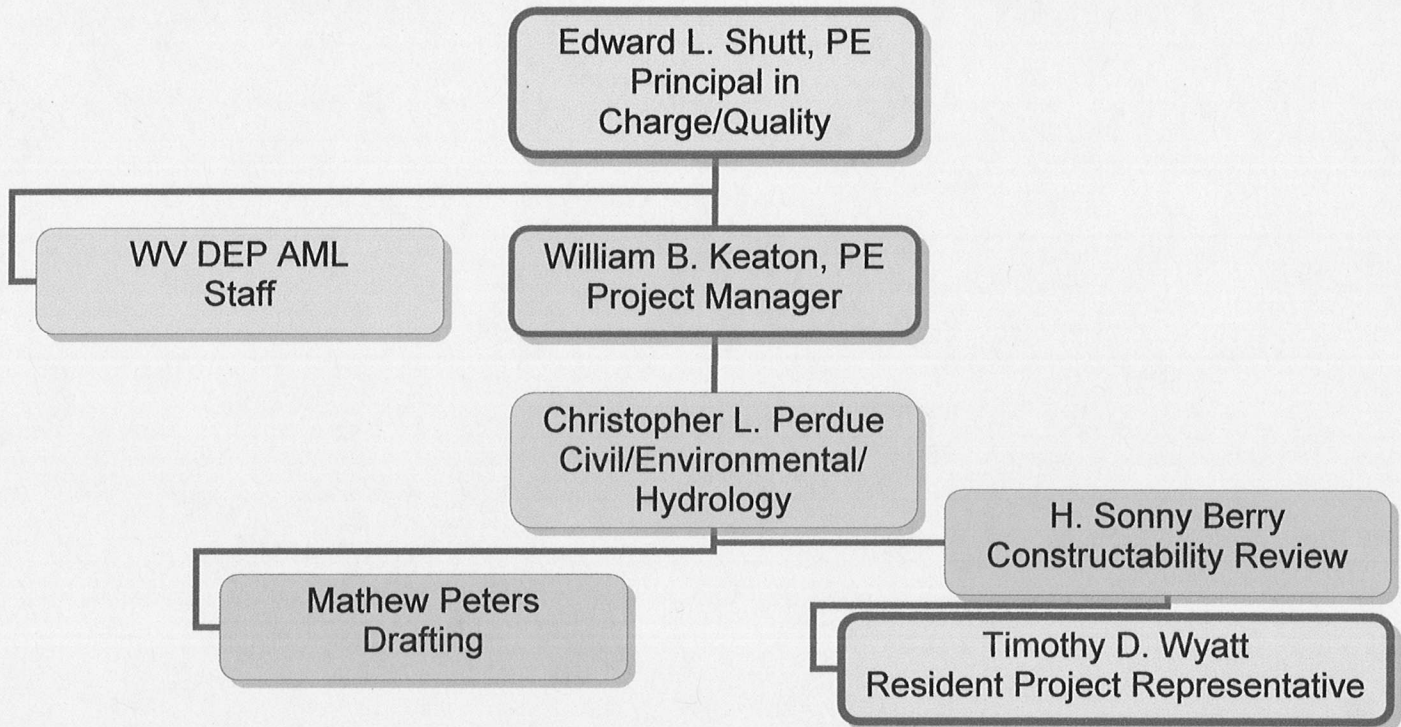 Edward L. Shutt, PE
Principal in
Charge/Quality
WV DEP AML
Staff
William B. Keaton, PE
Project Manager
Christopher L. Perdue
Civil/Environmental/
Hydrology
H. Sonny Berry
Constructability Review
Mathew Peters
Drafting
Timothy D. Wyatt
Resident Project Representative